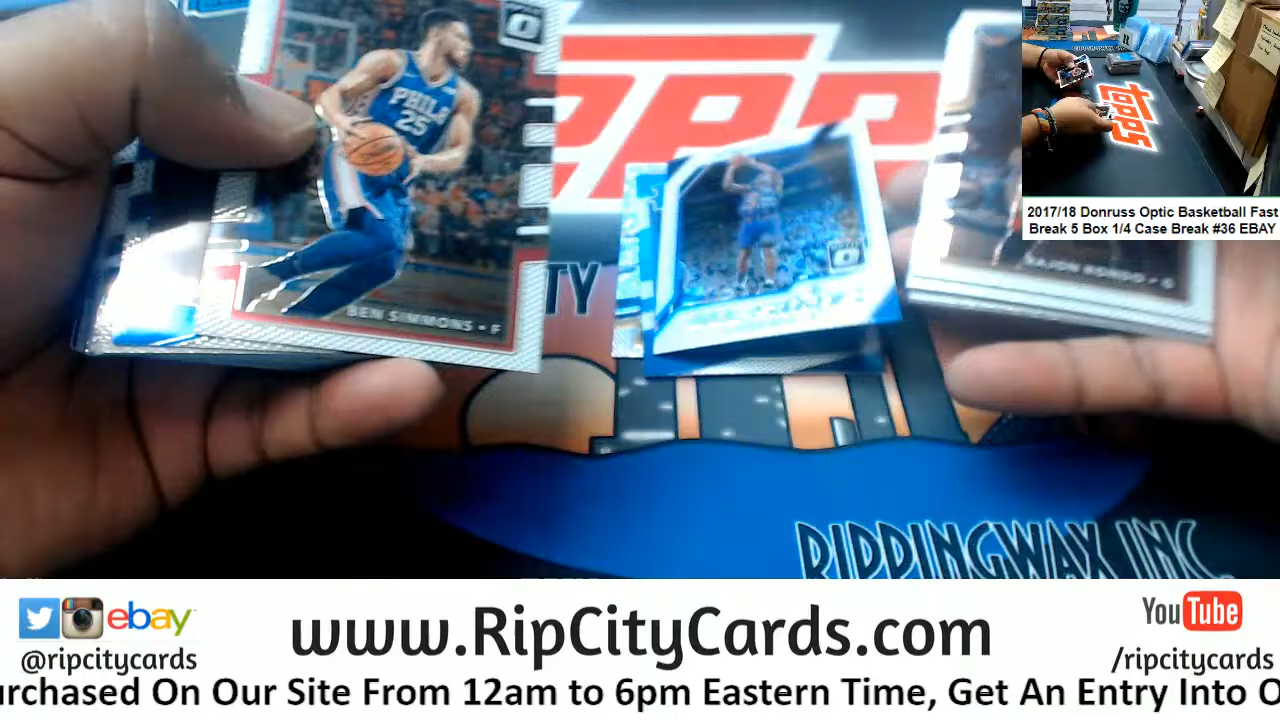 PHILA
25
BEN SIMMONS • F
TY
RAJON RONDO • G
RIPPINGWAX INC.
TOPPS
2017/18 Donruss Optic Basketball Fast
Break 5 Box 1/4 Case Break #36 EBAY
ebay
www.RipCityCards.com
YouTube
@ripcitycards
/ripcitycards
urchased On Our Site From 12am to 6pm Eastern Time, Get An Entry Into O